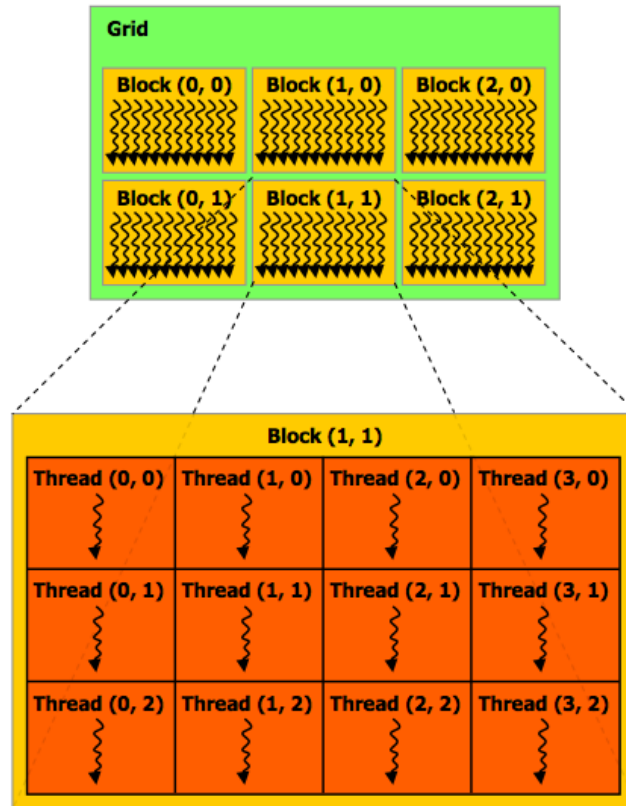 Grid
Block (0, 0) Block (1, 0) Block (2, 0)
Block (0, 1) Block (1, 1) Block (2, 1)
Block (1, 1)
Thread (0, 0) Thread (1, 0) Thread (2, 0) Thread (3, 0)
Thread (0, 1) Thread (1, 1) Thread (2, 1) Thread (3, 1)
Thread (0, 2) Thread (1, 2) Thread (2, 2) Thread (3, 2)